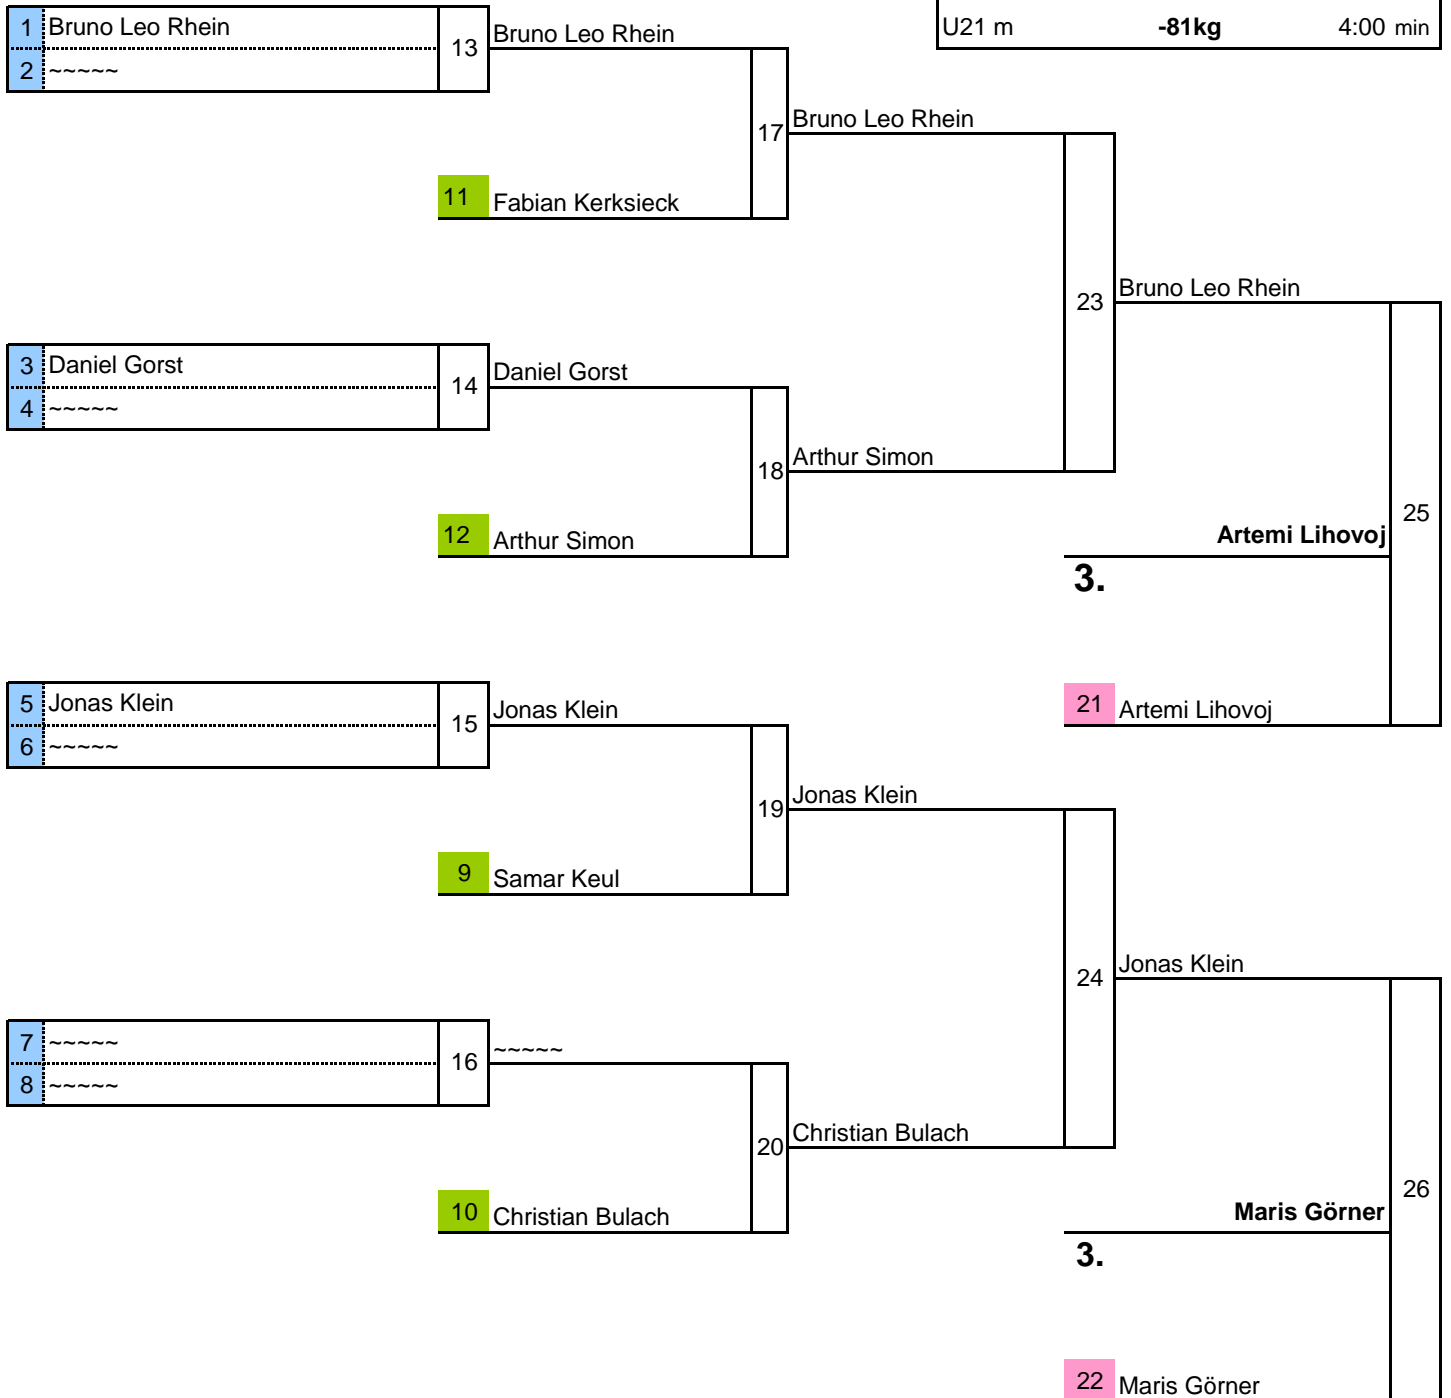 U21 m -81kg 4:00 min
1 Bruno Leo Rhein
2 ~~~~~
13 Bruno Leo Rhein
17 Bruno Leo Rhein
11 Fabian Kerksieck
23 Bruno Leo Rhein
3 Daniel Gorst
4 ~~~~~
14 Daniel Gorst
18 Arthur Simon
12 Arthur Simon
25
Artemi Lihovoj
3.
21 Artemi Lihovoj
5 Jonas Klein
6 ~~~~~
15 Jonas Klein
19 Jonas Klein
9 Samar Keul
24 Jonas Klein
7 ~~~~~
8 ~~~~~
16 ~~~~~
20 Christian Bulach
10 Christian Bulach
26
Maris Görner
3.
22 Maris Görner